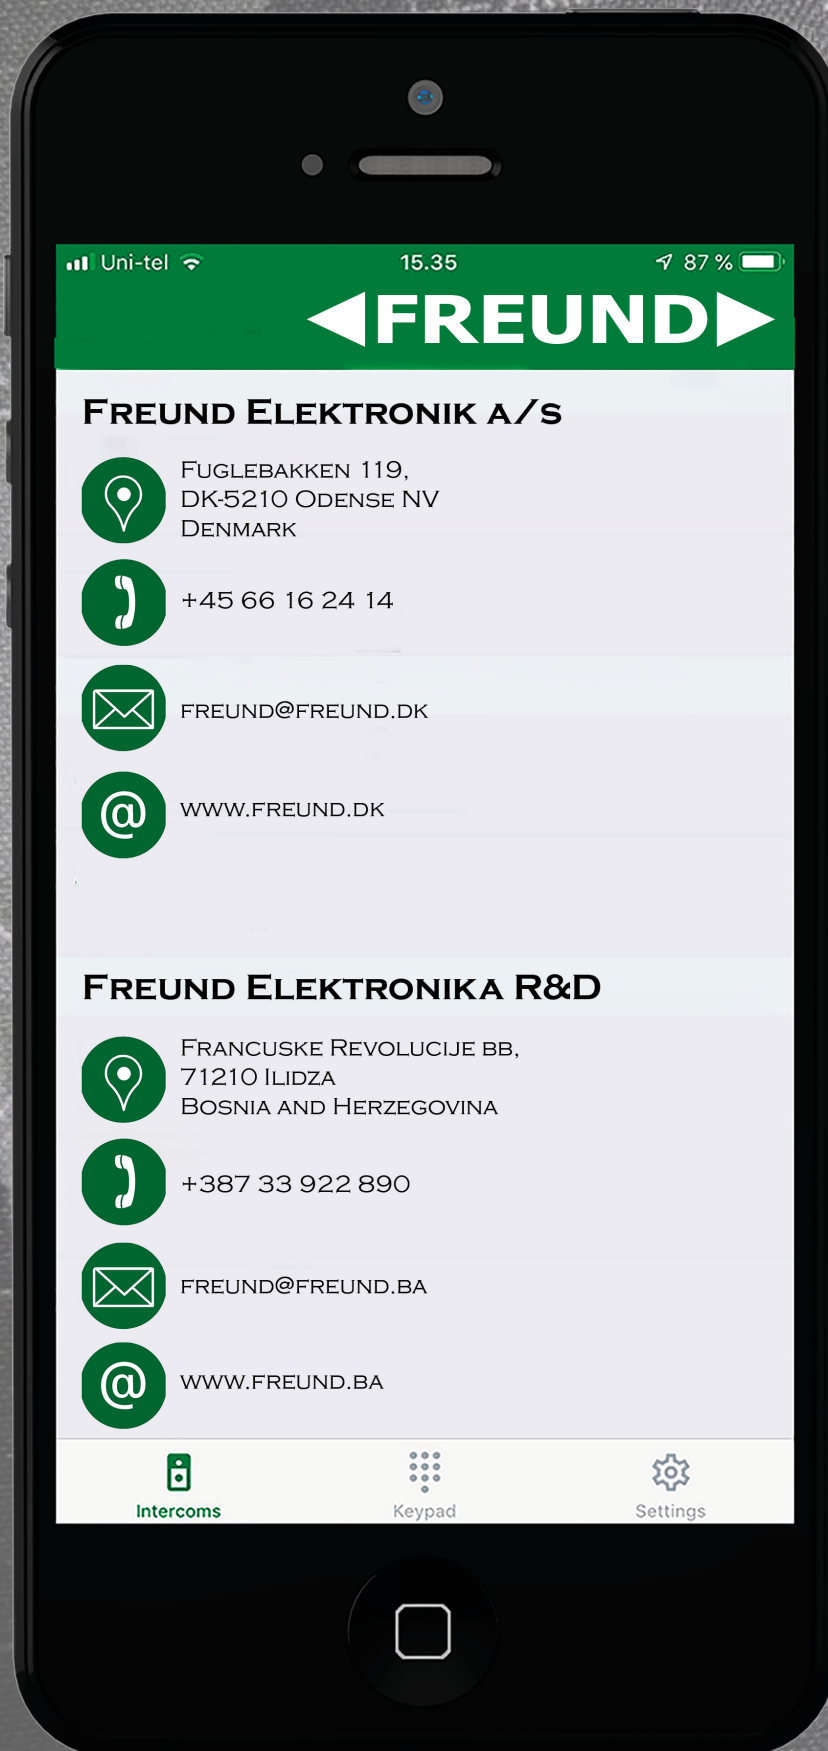 Uni-tel 15.35 87 %
FREUND
FREUND ELEKTRONIK A/S
FUGLEBAKKEN 119,
DK-5210 ODENSE NV
DENMARK
+45 66 16 24 14
FREUND@FREUND.DK
@ WWW.FREUND.DK
FREUND ELEKTRONIKA R&D
FRANCUSKE REVOLUCIJE BB,
71210 ILIDZA
BOSNIA AND HERZEGOVINA
+387 33 922 890
FREUND@FREUND.BA
@ WWW.FREUND.BA
Intercoms Keypad Settings